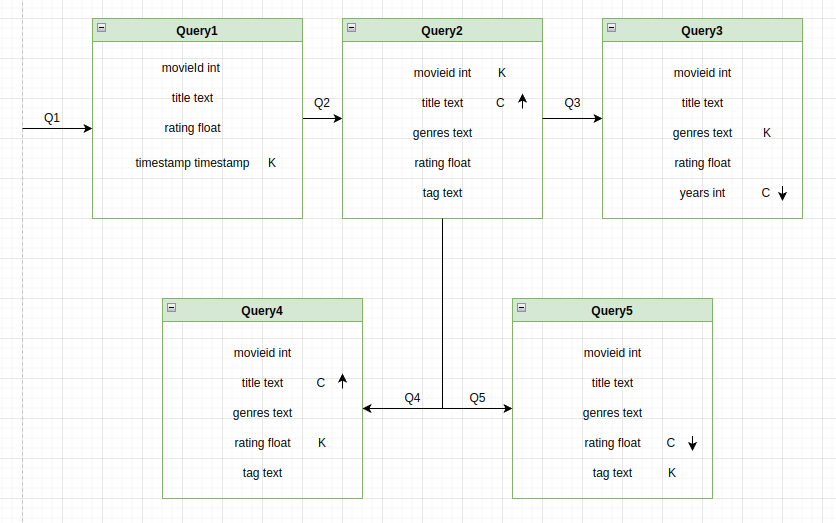 Query1
movieId int
title text
rating float
timestamp timestamp K
Q1
Q2
Query2
movieid int K
title text C
genres text
rating float
tag text
Q3
Query3
movieid int
title text
genres text K
rating float
years int C
Query4
movieid int
title text C
genres text
rating float K
tag text
Q4
Q5
Query5
movieid int
title text
genres text
rating float C
tag text K